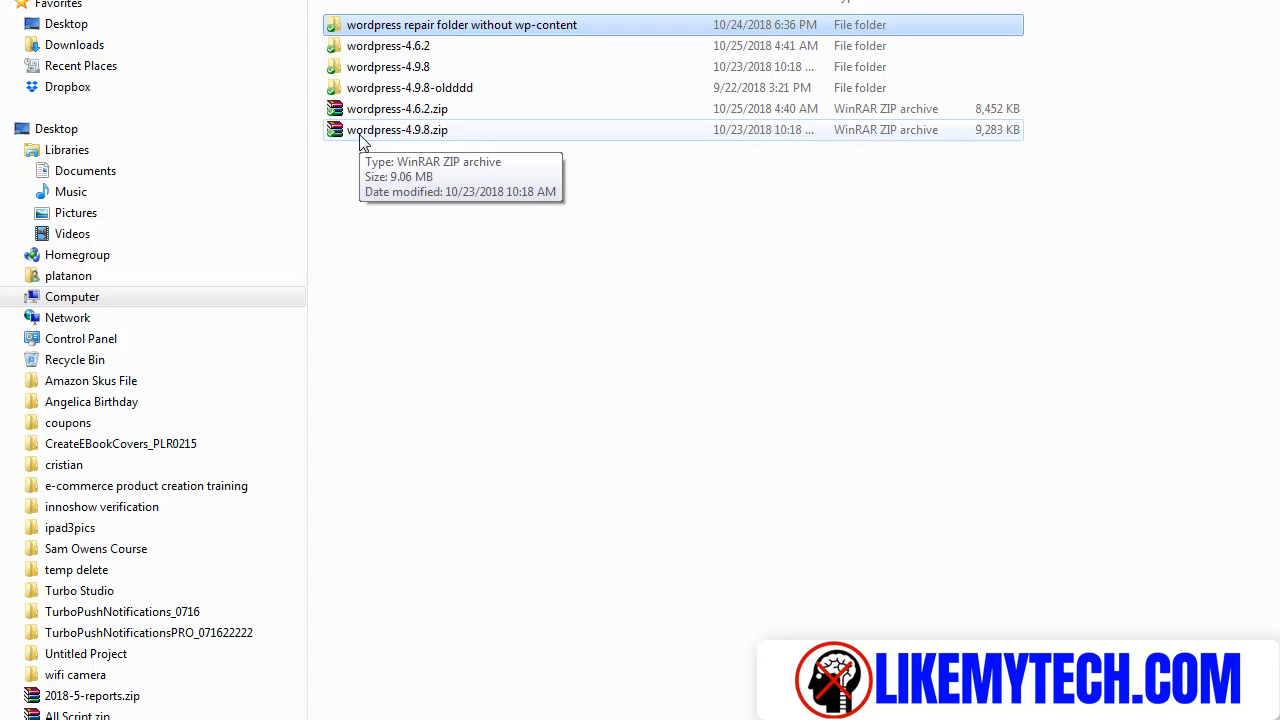 Favorites
Desktop
Downloads
Recent Places
Dropbox
Desktop
Libraries
Documents
Music
Pictures
Videos
Homegroup
platanon
Computer
Network
Control Panel
Recycle Bin
Amazon Skus File
Angelica Birthday
coupons
CreateEBookCovers_PLR0215
cristian
e-commerce product creation training
innoshow verification
ipad3pics
Sam Owens Course
temp delete
Turbo Studio
TurboPushNotifications_0716
TurboPushNotificationsPRO_071622222
Untitled Project
wifi camera
2018-5-reports.zip
All Script.zip
wordpress repair folder without wp-content 10/24/2018 6:36 PM File folder
wordpress-4.6.2 10/25/2018 4:41 AM File folder
wordpress-4.9.8 10/23/2018 10:18 ... File folder
wordpress-4.9.8-oldddd 9/22/2018 3:21 PM File folder
wordpress-4.6.2.zip 10/25/2018 4:40 AM WinRAR ZIP archive 8,452 KB
wordpress-4.9.8.zip 10/23/2018 10:18 ... WinRAR ZIP archive 9,283 KB
Type: WinRAR ZIP archive
Size: 9.06 MB
Date modified: 10/23/2018 10:18 AM
LIKEMYTECH.COM